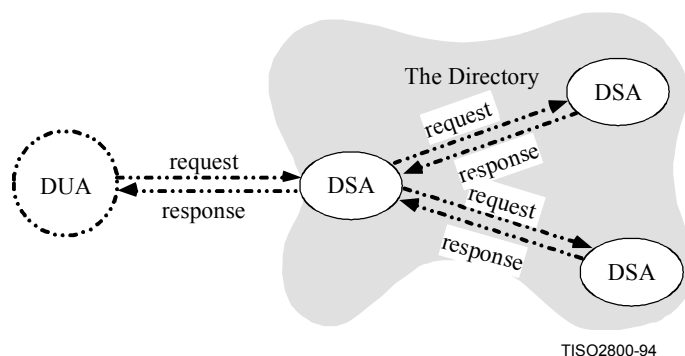 The Directory
DSA
request
response
DUA
request
response
DSA
request
response
DSA
TISO2800-94